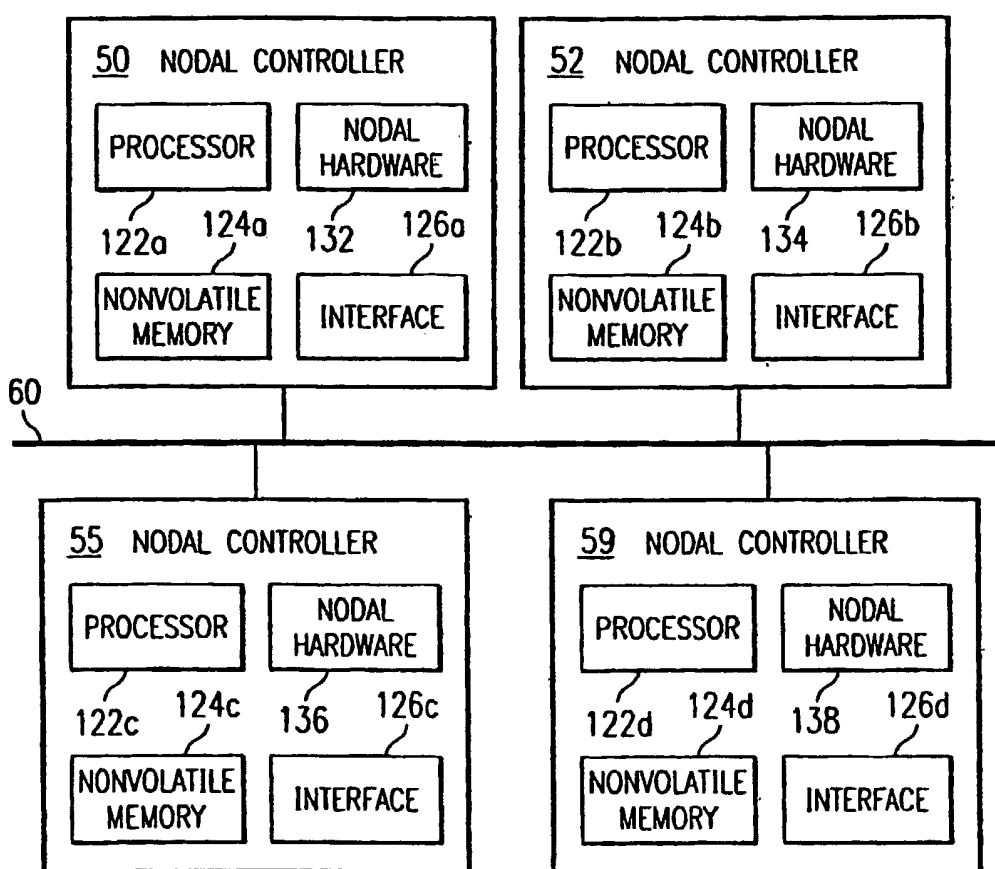 50 NODAL CONTROLLER
PROCESSOR
NODAL
HARDWARE
122a
124a
132
126a
NONVOLATILE
MEMORY
INTERFACE
52 NODAL CONTROLLER
PROCESSOR
NODAL
HARDWARE
122b
124b
134
126b
NONVOLATILE
MEMORY
INTERFACE
60
55 NODAL CONTROLLER
PROCESSOR
NODAL
HARDWARE
122c
124c
136
126c
NONVOLATILE
MEMORY
INTERFACE
59 NODAL CONTROLLER
PROCESSOR
NODAL
HARDWARE
122d
124d
138
126d
NONVOLATILE
MEMORY
INTERFACE